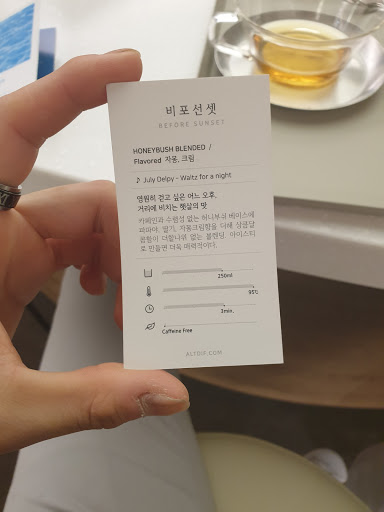 비포선셋
BEFORE SUNSET
HONEYBUSH BLENDED /
Flavored 자몽, 크림
♪ July Delpy - Waltz for a night
영원히 걷고 싶은 어느 오후,
거리에 비치는 햇살의 맛
카페인과 수렴성 없는 허니부쉬 베이스에
파파야, 딸기, 자몽크림향을 더해 상큼달
콤함이 더할나위 없는 블렌딩. 아이스티
로 만들면 더욱 매력적이다.
250ml
95℃
3min.
Caffeine Free
ALTDIF.COM